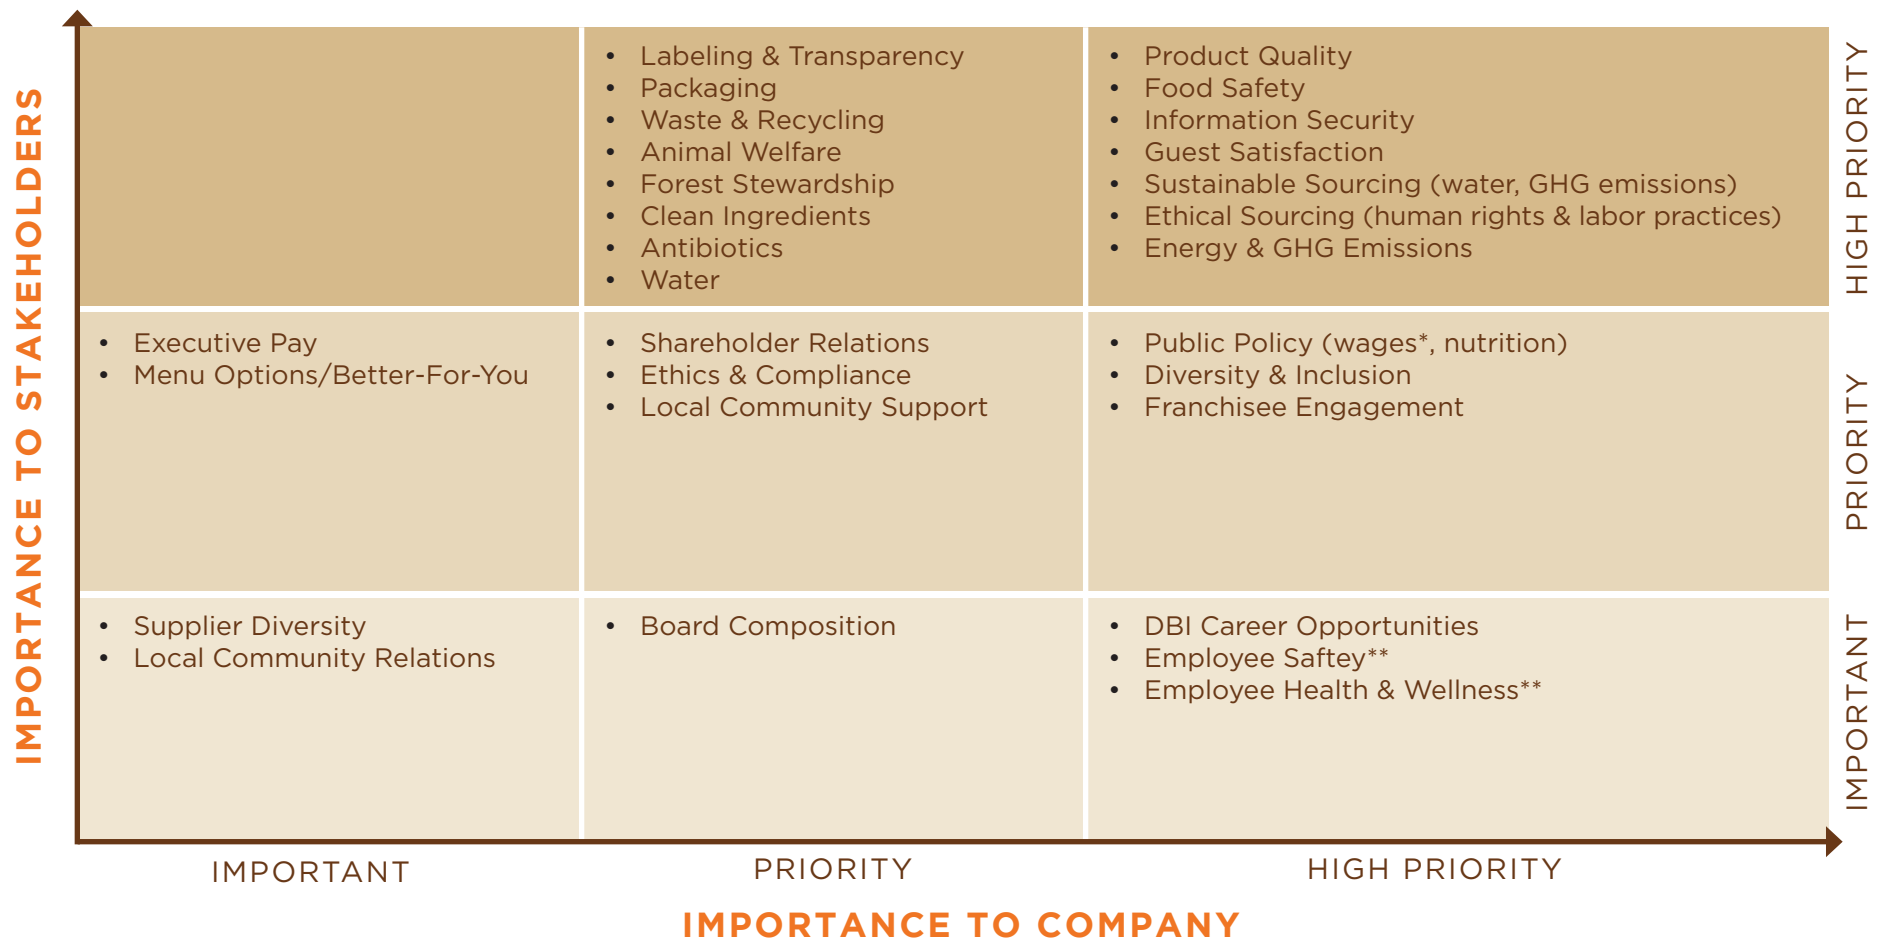 IMPORTANCE TO STAKEHOLDERS
• Labeling & Transparency
• Packaging
• Waste & Recycling
• Animal Welfare
• Forest Stewardship
• Clean Ingredients
• Antibiotics
• Water
• Product Quality
• Food Safety
• Information Security
• Guest Satisfaction
• Sustainable Sourcing (water, GHG emissions)
• Ethical Sourcing (human rights & labor practices)
• Energy & GHG Emissions
HIGH PRIORITY
• Executive Pay
• Menu Options/Better-For-You
• Shareholder Relations
• Ethics & Compliance
• Local Community Support
• Public Policy (wages*, nutrition)
• Diversity & Inclusion
• Franchisee Engagement
PRIORITY
• Supplier Diversity
• Local Community Relations
• Board Composition
• DBI Career Opportunities
• Employee Saftey**
• Employee Health & Wellness**
IMPORTANT
IMPORTANT
PRIORITY
HIGH PRIORITY
IMPORTANCE TO COMPANY